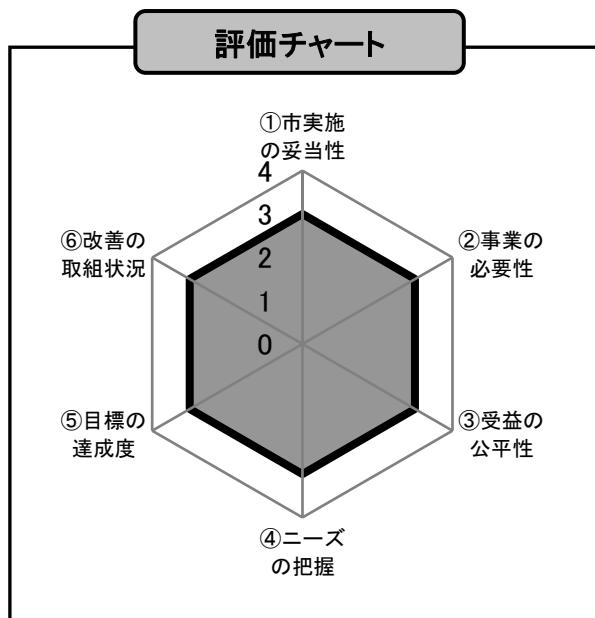 評価チャート
①市実施
の妥当性
4
3
2
1
0
②事業の
必要性
③受益の
公平性
④ニーズ
の把握
⑤目標の
達成度
⑥改善の
取組状況